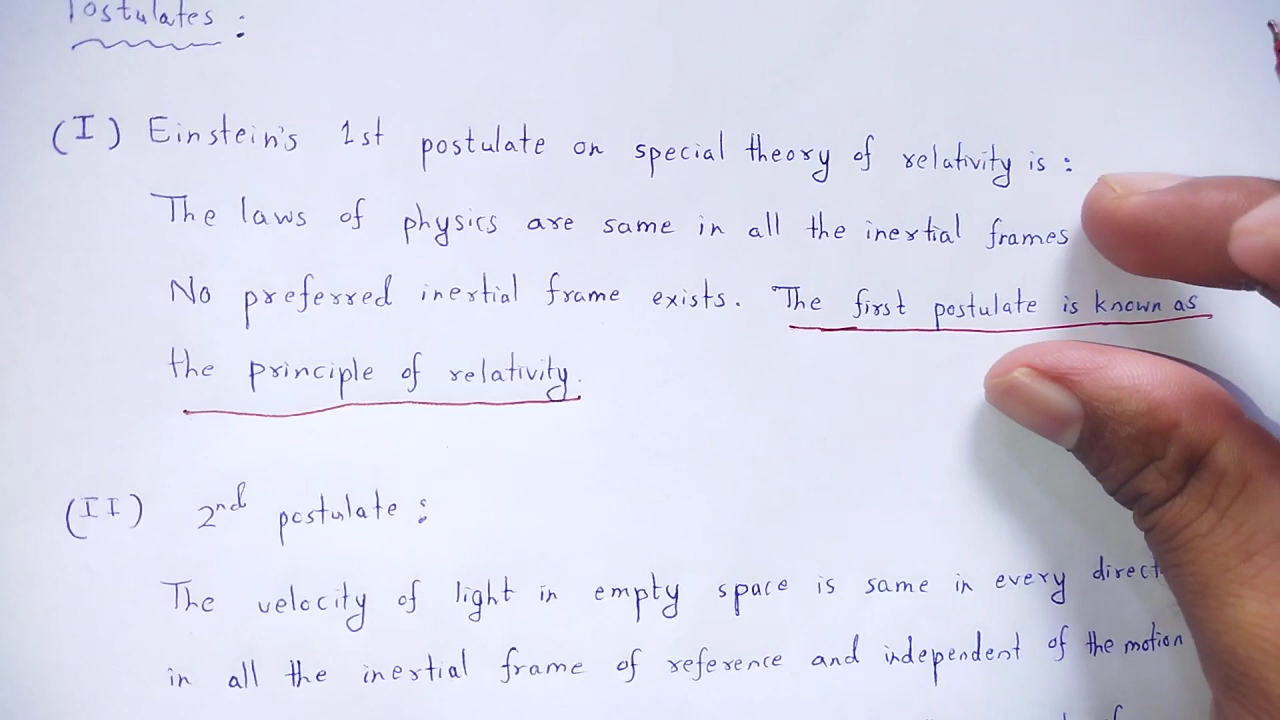 Postulates :
(I) Einstein's 1st postulate on special theory of relativity is :
The laws of physics are same in all the inertial frames
No preferred inertial frame exists. The first postulate is known as
the principle of relativity.
(II) 2nd postulate :
The velocity of light in empty space is same in every direct
in all the inertial frame of reference and independent of the motion